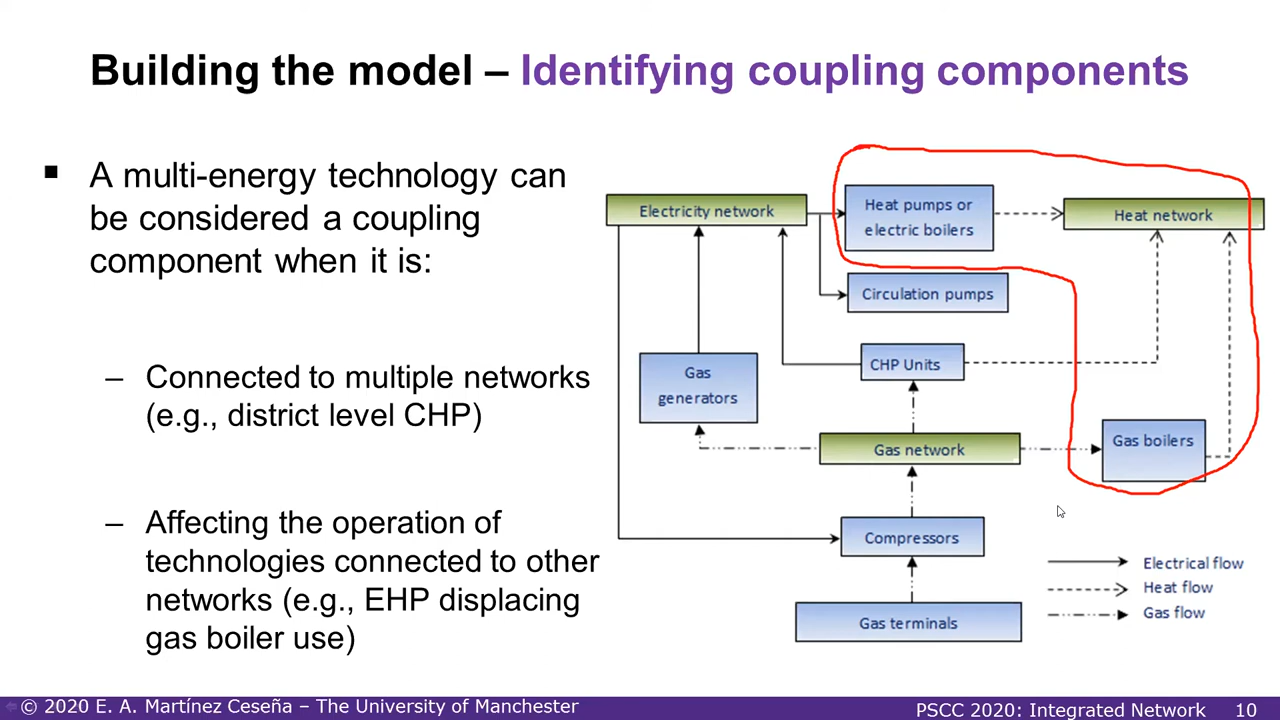 Building the model – Identifying coupling components
▪ A multi-energy technology can
be considered a coupling
component when it is:
– Connected to multiple networks
(e.g., district level CHP)
– Affecting the operation of
technologies connected to other
networks (e.g., EHP displacing
gas boiler use)
Electricity network
Heat pumps or
electric boilers
Heat network
Circulation pumps
Gas
generators
CHP Units
Gas network
Gas boilers
Compressors
Gas terminals
Electrical flow
Heat flow
Gas flow
© 2020 E. A. Martínez Ceseña – The University of Manchester
PSCC 2020: Integrated Network 10